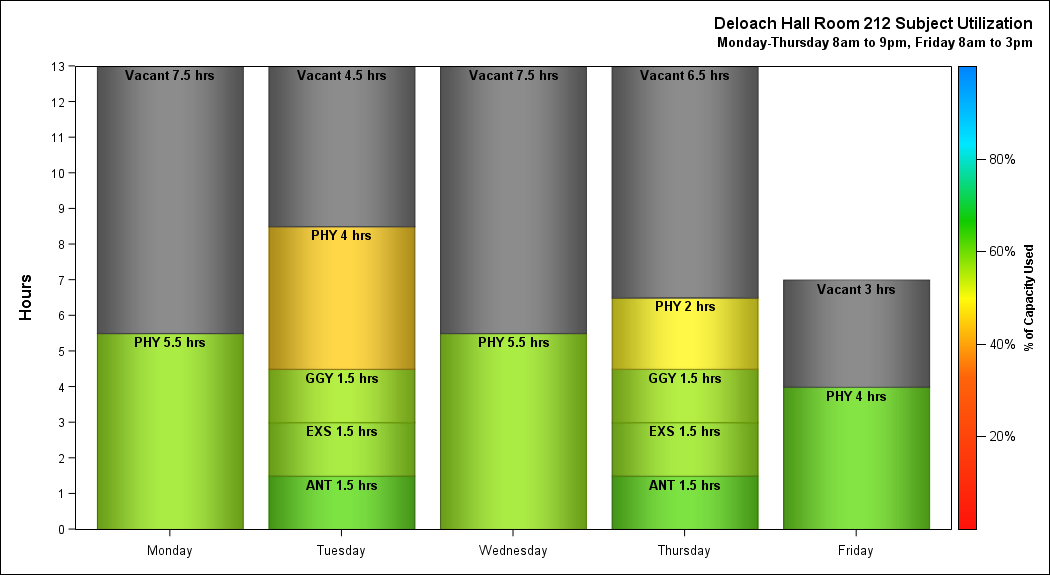 Deloach Hall Room 212 Subject Utilization
Monday-Thursday 8am to 9pm, Friday 8am to 3pm
13
12
11
10
9
8
7
6
5
4
3
2
1
0
Hours
Vacant 7.5 hrs
PHY 5.5 hrs
Vacant 4.5 hrs
PHY 4 hrs
GGY 1.5 hrs
EXS 1.5 hrs
ANT 1.5 hrs
Vacant 7.5 hrs
PHY 5.5 hrs
Vacant 6.5 hrs
PHY 2 hrs
GGY 1.5 hrs
EXS 1.5 hrs
ANT 1.5 hrs
Vacant 3 hrs
PHY 4 hrs
Monday
Tuesday
Wednesday
Thursday
Friday
80%
60%
40%
20%
% of Capacity Used